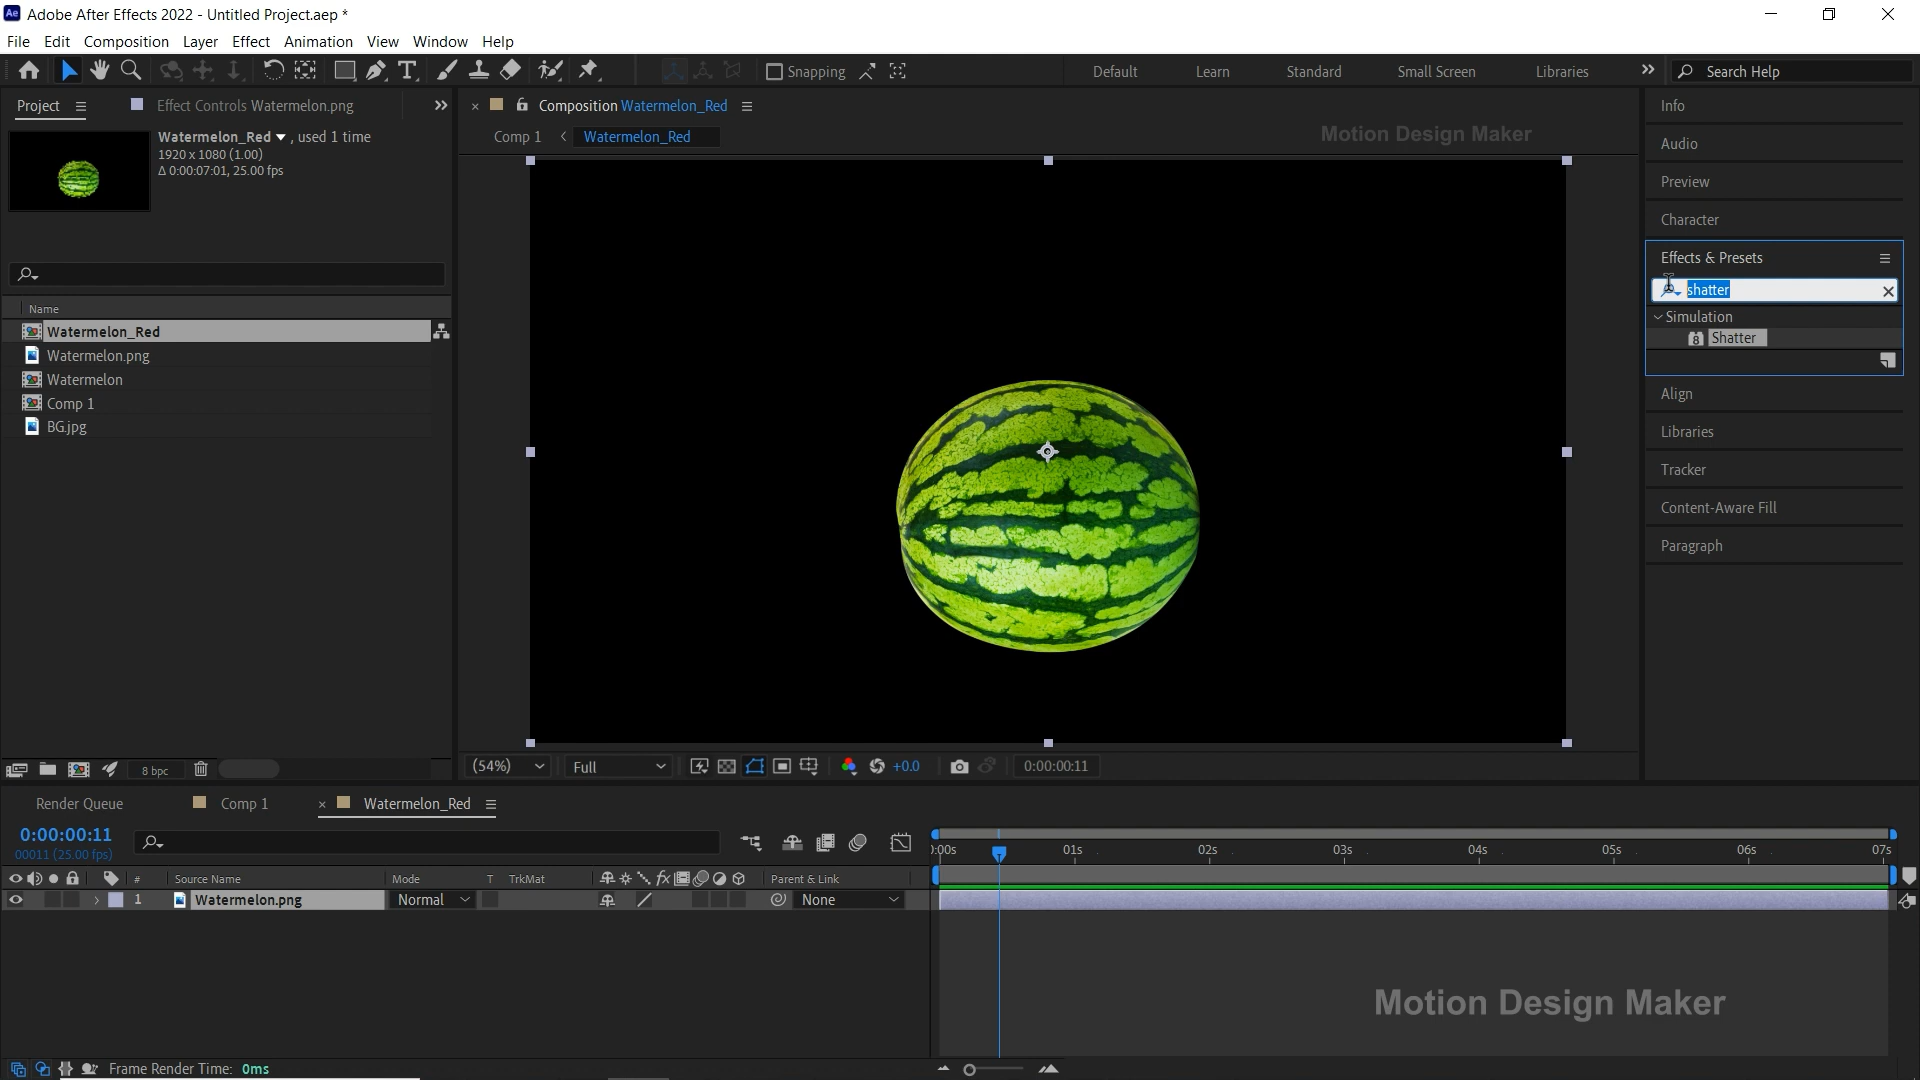 Ae Adobe After Effects 2022 - Untitled Project.aep *
File Edit Composition Layer Effect Animation View Window Help
Snapping Default Learn Standard Small Screen Libraries Search Help
Project Effect Controls Watermelon.png
Watermelon_Red , used 1 time
1920 x 1080 (1.00)
Δ 0:00:07:01, 25.00 fps
Name
Watermelon_Red
Watermelon.png
Watermelon
Comp 1
BG.jpg
8 bpc
Composition Watermelon_Red
Comp 1 Watermelon_Red
Motion Design Maker
(54%) Full +0.0 0:00:00:11
Info
Audio
Preview
Character
Effects & Presets
shatter
Simulation
8 Shatter
Align
Libraries
Tracker
Content-Aware Fill
Paragraph
Render Queue Comp 1 Watermelon_Red
0:00:00:11
00011 (25.00 fps)
:00s 01s 02s 03s 04s 05s 06s 07s
# Source Name Mode T TrkMat fx Parent & Link
1 Watermelon.png Normal None
Motion Design Maker
Frame Render Time: 0ms